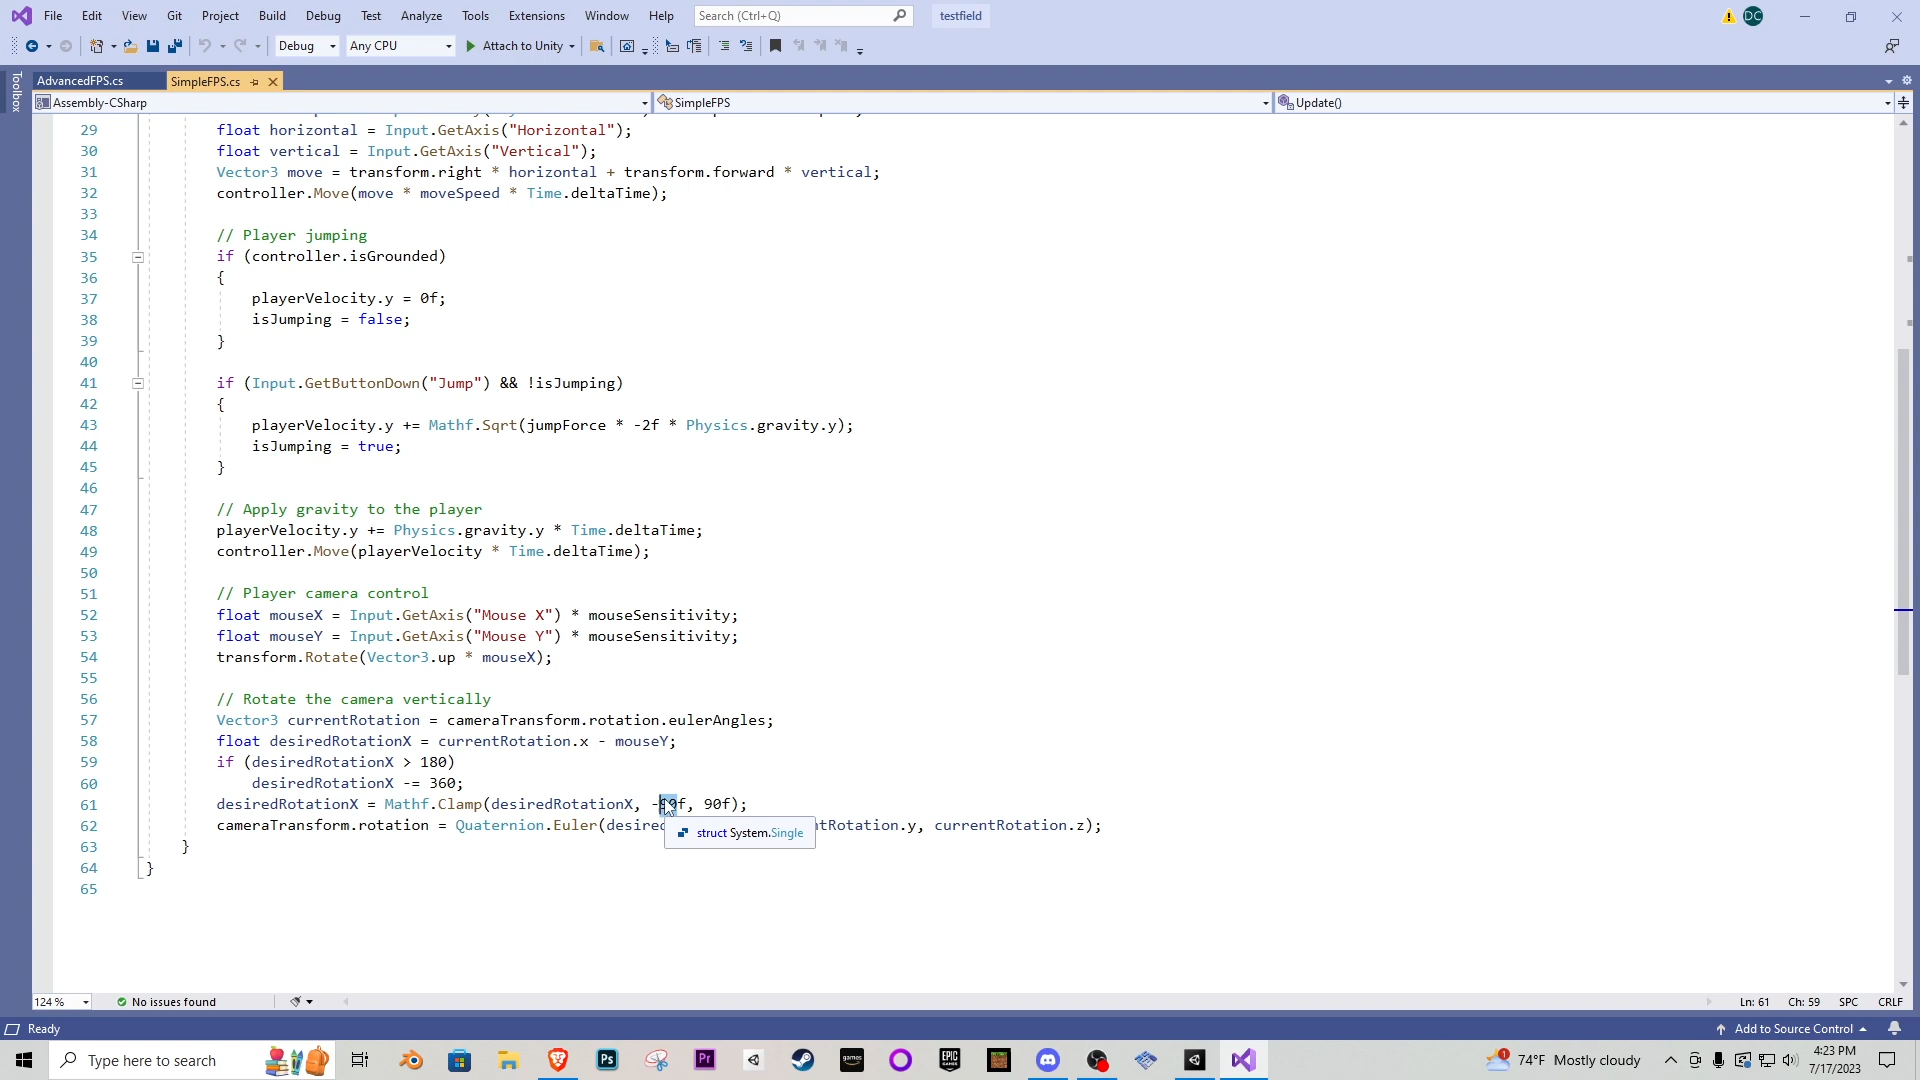 File Edit View Git Project Build Debug Test Analyze Tools Extensions Window Help Search (Ctrl+Q) testfield DC
Debug Any CPU Attach to Unity
Toolbox
AdvancedFPS.cs SimpleFPS.cs
Assembly-CSharp SimpleFPS Update()
29 float horizontal = Input.GetAxis("Horizontal");
30 float vertical = Input.GetAxis("Vertical");
31 Vector3 move = transform.right * horizontal + transform.forward * vertical;
32 controller.Move(move * moveSpeed * Time.deltaTime);
33
34 // Player jumping
35 if (controller.isGrounded)
36 {
37 playerVelocity.y = 0f;
38 isJumping = false;
39 }
40
41 if (Input.GetButtonDown("Jump") && !isJumping)
42 {
43 playerVelocity.y += Mathf.Sqrt(jumpForce * -2f * Physics.gravity.y);
44 isJumping = true;
45 }
46
47 // Apply gravity to the player
48 playerVelocity.y += Physics.gravity.y * Time.deltaTime;
49 controller.Move(playerVelocity * Time.deltaTime);
50
51 // Player camera control
52 float mouseX = Input.GetAxis("Mouse X") * mouseSensitivity;
53 float mouseY = Input.GetAxis("Mouse Y") * mouseSensitivity;
54 transform.Rotate(Vector3.up * mouseX);
55
56 // Rotate the camera vertically
57 Vector3 currentRotation = cameraTransform.rotation.eulerAngles;
58 float desiredRotationX = currentRotation.x - mouseY;
59 if (desiredRotationX > 180)
60 desiredRotationX -= 360;
61 desiredRotationX = Mathf.Clamp(desiredRotationX, -90f, 90f);
62 cameraTransform.rotation = Quaternion.Euler(desired ntRotation.y, currentRotation.z);
struct System.Single
63 }
64 }
65
124 % No issues found Ln: 61 Ch: 59 SPC CRLF
Ready Add to Source Control
Type here to search 74°F Mostly cloudy 4:23 PM
7/17/2023